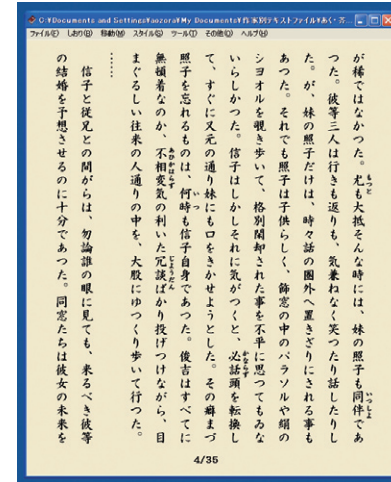 C:¥Documents and Settings¥aozora¥My Documents¥作家別テキストファイル¥あく・芥...
ファイル(F) しおり(B) 移動(M) スタイル(S) ツール(T) その他(O) ヘルプ(H)
が稀ではなかつた。尤も大抵そんな時には、妹の照子も同伴であ
つた。彼等三人は行きも返りも、気兼ねなく笑つたり話したりし
た。が、妹の照子だけは、時々話の圏外へ置きざりにされる事も
あつた。それでも照子は子供らしく、飾窓の中のパラソルや絹の
シヨオルを覗き歩いて、格別閑却された事を不平に思つてもゐな
いらしかつた。信子はしかしそれに気がつくと、必話頭を転換し
て、すぐに又元の通り妹にも口をきかせようとした。その癖まづ
照子を忘れるものは、何時も信子自身であつた。俊吉はすべてに
無頓着なのか、不相変気の利いた冗談ばかり投げつけながら、目
まぐるしい往来の人通りの中を、大股にゆつくり歩いて行つた。
……
信子と従兄との間がらは、勿論誰の眼に見ても、来るべき彼等
の結婚を予想させるのに十分であつた。同窓たちは彼女の未来を
4/35